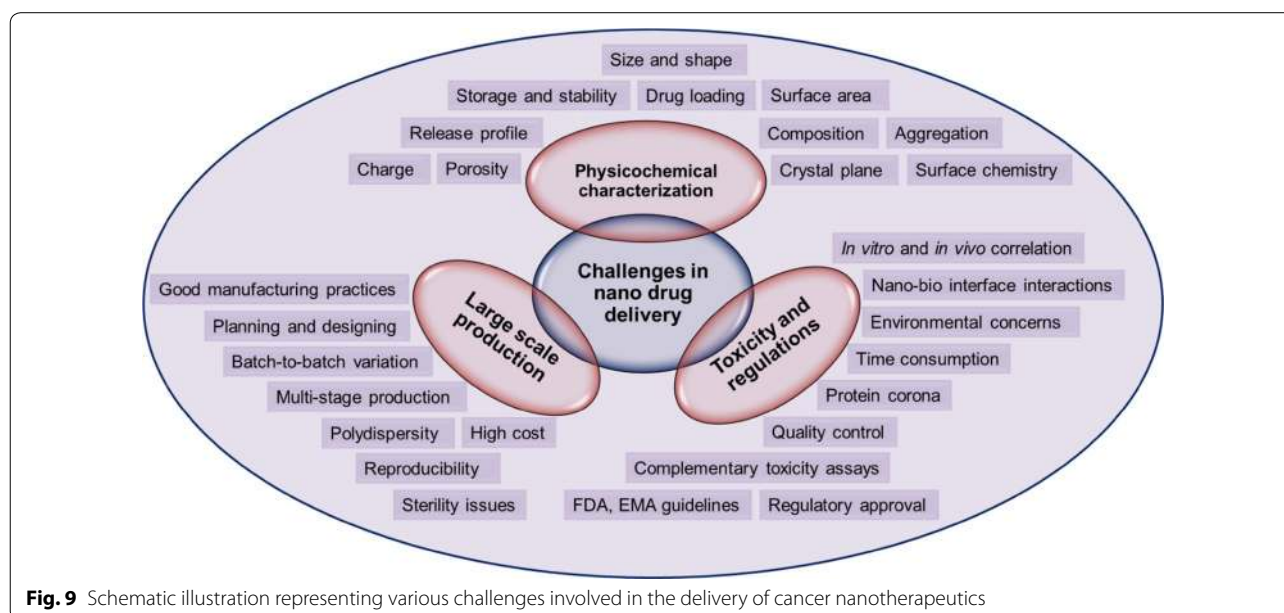 Size and shape
Storage and stability Drug loading Surface area
Release profile Composition Aggregation
Charge Porosity Crystal plane Surface chemistry
Physicochemical
characterization
Challenges in
nano drug
delivery
Large scale
production
Toxicity and
regulations
Good manufacturing practices
Planning and designing
Batch-to-batch variation
Multi-stage production
Polydispersity High cost
Reproducibility
Sterility issues
In vitro and in vivo correlation
Nano-bio interface interactions
Environmental concerns
Time consumption
Protein corona
Quality control
Complementary toxicity assays
FDA, EMA guidelines Regulatory approval
Fig. 9 Schematic illustration representing various challenges involved in the delivery of cancer nanotherapeutics